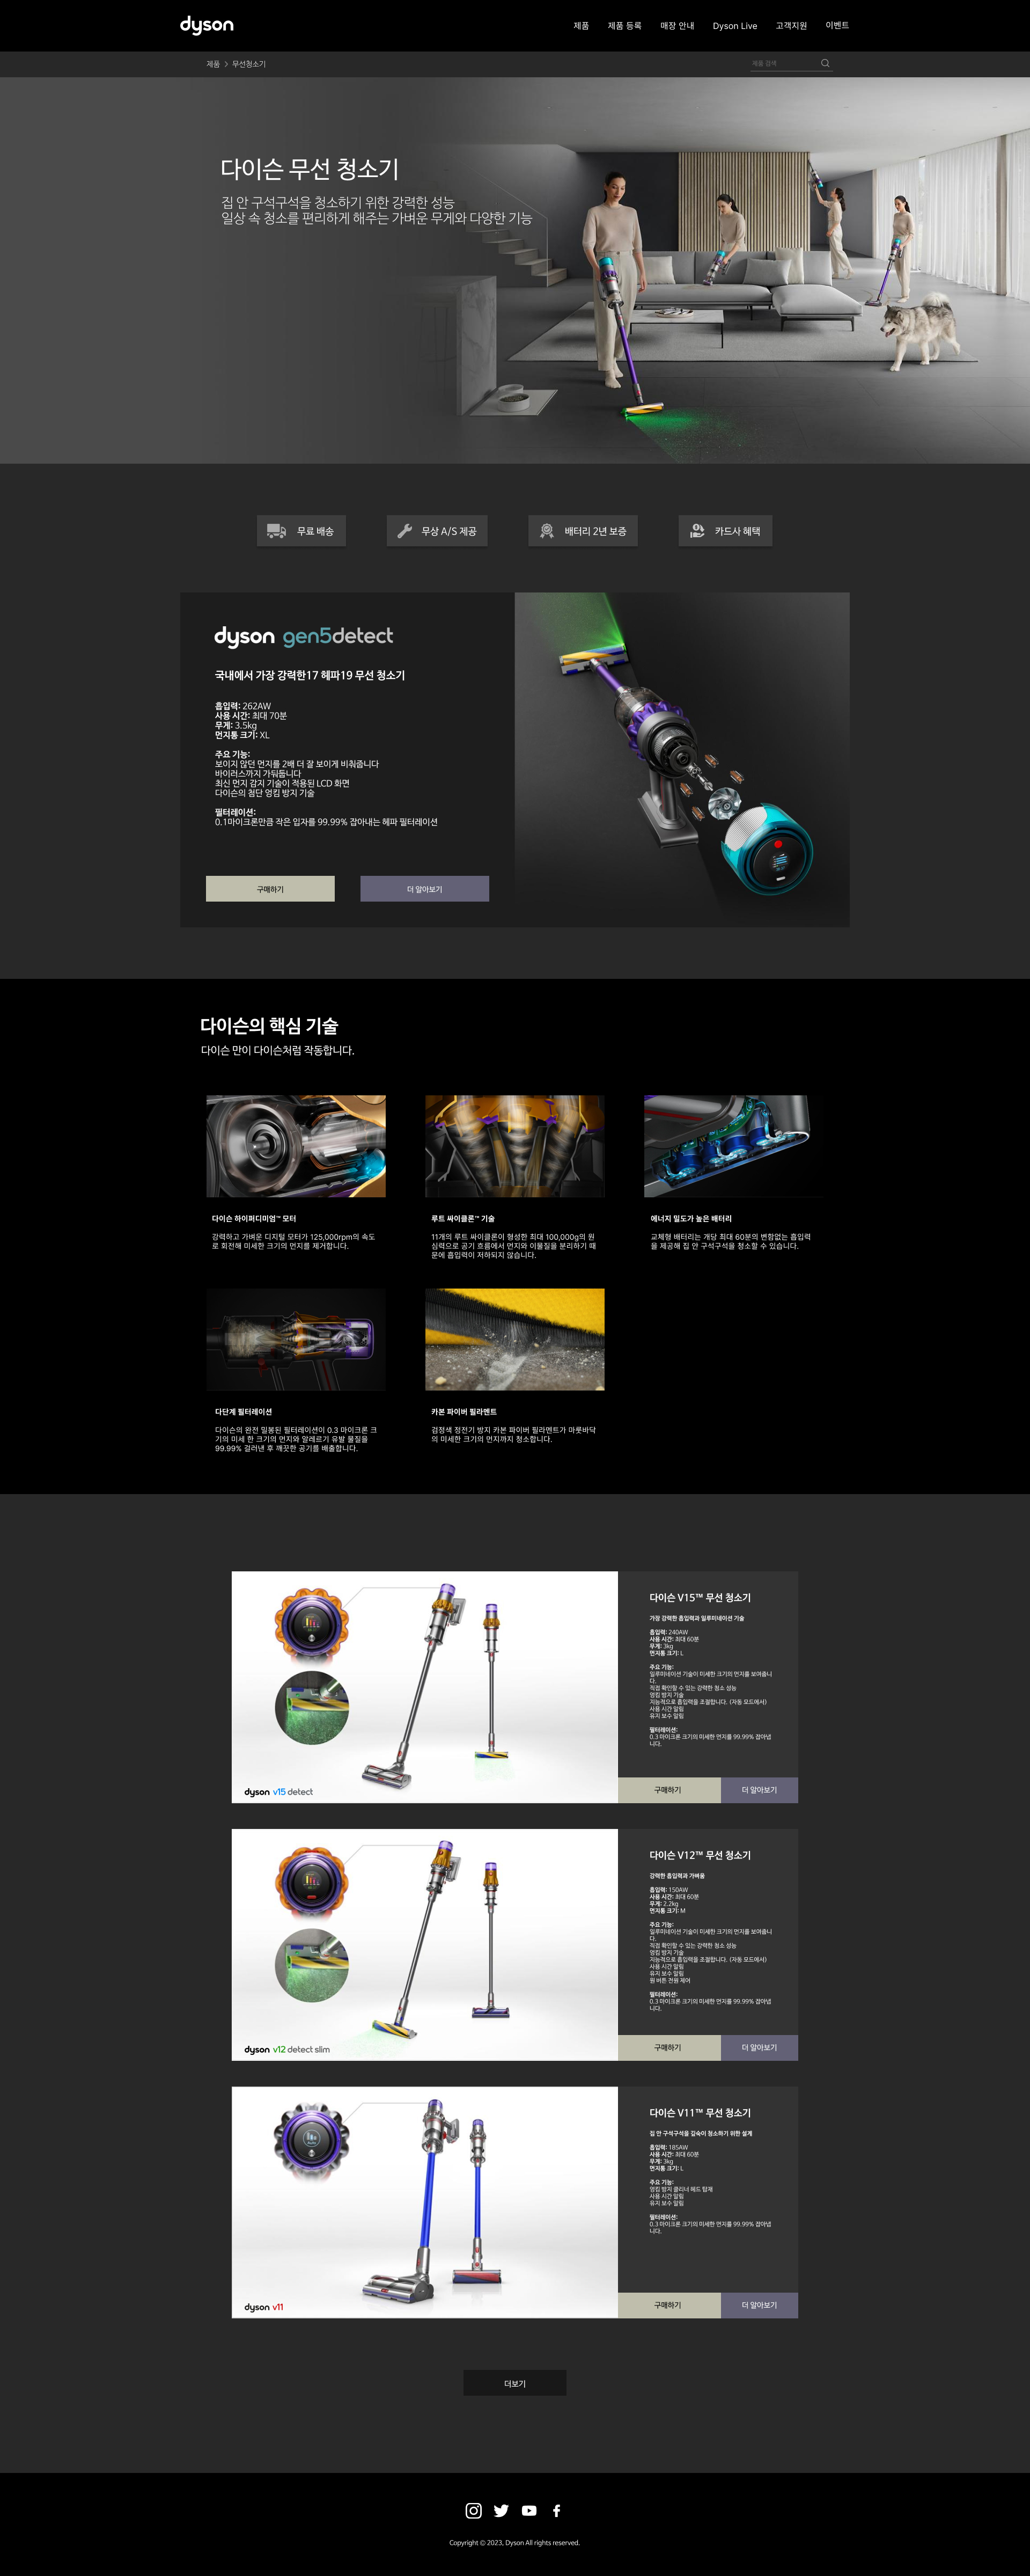 dyson
제품 제품 등록 매장 안내 Dyson Live 고객지원 이벤트
제품 > 무선청소기
제품 검색
다이슨 무선 청소기
집 안 구석구석을 청소하기 위한 강력한 성능
일상 속 청소를 편리하게 해주는 가벼운 무게와 다양한 기능
무료 배송
무상 A/S 제공
배터리 2년 보증
카드사 혜택
dyson gen5detect
국내에서 가장 강력한17 헤파19 무선 청소기
흡입력: 262AW
사용 시간: 최대 70분
무게: 3.5kg
먼지통 크기: XL
주요 기능:
보이지 않던 먼지를 2배 더 잘 보이게 비춰줍니다
바이러스까지 가둬둡니다
최신 먼지 감지 기술이 적용된 LCD 화면
다이슨의 첨단 엉킴 방지 기술
필터레이션:
0.1마이크론만큼 작은 입자를 99.99% 잡아내는 헤파 필터레이션
구매하기
더 알아보기
다이슨의 핵심 기술
다이슨 만이 다이슨처럼 작동합니다.
다이슨 하이퍼디미엄™ 모터
강력하고 가벼운 디지털 모터가 125,000rpm의 속도
로 회전해 미세한 크기의 먼지를 제거합니다.
루트 싸이클론™ 기술
11개의 루트 싸이클론이 형성한 최대 100,000g의 원
심력으로 공기 흐름에서 먼지와 이물질을 분리하기 때
문에 흡입력이 저하되지 않습니다.
에너지 밀도가 높은 배터리
교체형 배터리는 개당 최대 60분의 변함없는 흡입력
을 제공해 집 안 구석구석을 청소할 수 있습니다.
다단계 필터레이션
다이슨의 완전 밀봉된 필터레이션이 0.3 마이크론 크
기의 미세 한 크기의 먼지와 알레르기 유발 물질을
99.99% 걸러낸 후 깨끗한 공기를 배출합니다.
카본 파이버 필라멘트
검정색 정전기 방지 카본 파이버 필라멘트가 마룻바닥
의 미세한 크기의 먼지까지 청소합니다.
dyson v15 detect
다이슨 V15™ 무선 청소기
가장 강력한 흡입력과 일루미네이션 기술
흡입력: 240AW
사용 시간: 최대 60분
무게: 3kg
먼지통 크기: L
주요 기능:
일루미네이션 기술이 미세한 크기의 먼지를 보여줍니
다.
직접 확인할 수 있는 강력한 청소 성능
엉킴 방지 기술
지능적으로 흡입력을 조절합니다. (자동 모드에서)
사용 시간 알림
유지 보수 알림
필터레이션:
0.3 마이크론 크기의 미세한 먼지를 99.99% 잡아냅
니다.
구매하기
더 알아보기
dyson v12 detect slim
다이슨 V12™ 무선 청소기
강력한 흡입력과 가벼움
흡입력: 150AW
사용 시간: 최대 60분
무게: 2.2kg
먼지통 크기: M
주요 기능:
일루미네이션 기술이 미세한 크기의 먼지를 보여줍니
다.
직접 확인할 수 있는 강력한 청소 성능
엉킴 방지 기술
지능적으로 흡입력을 조절합니다. (자동 모드에서)
사용 시간 알림
유지 보수 알림
원 버튼 전원 제어
필터레이션:
0.3 마이크론 크기의 미세한 먼지를 99.99% 잡아냅
니다.
구매하기
더 알아보기
dyson v11
다이슨 V11™ 무선 청소기
집 안 구석구석을 깊숙이 청소하기 위한 설계
흡입력: 185AW
사용 시간: 최대 60분
무게: 3kg
먼지통 크기: L
주요 기능:
엉킴 방지 클리너 헤드 탑재
사용 시간 알림
유지 보수 알림
필터레이션:
0.3 마이크론 크기의 미세한 먼지를 99.99% 잡아냅
니다.
구매하기
더 알아보기
더보기
Copyright © 2023, Dyson All rights reserved.